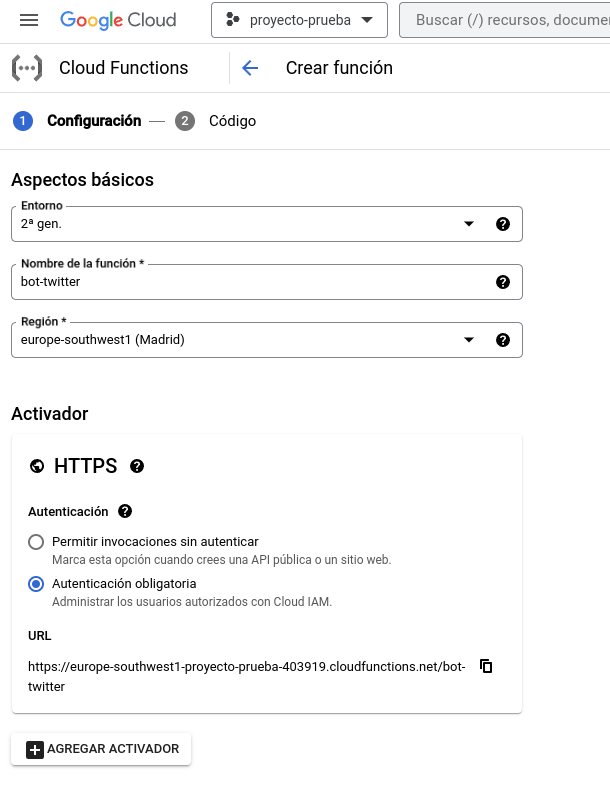 Google Cloud
proyecto-prueba
Buscar (/) recursos, docume
Cloud Functions
Crear función
1 Configuración — 2 Código
Aspectos básicos
Entorno
2ª gen.
Nombre de la función *
bot-twitter
Región *
europe-southwest1 (Madrid)
Activador
HTTPS
Autenticación
Permitir invocaciones sin autenticar
Marca esta opción cuando crees una API pública o un sitio web.
Autenticación obligatoria
Administrar los usuarios autorizados con Cloud IAM.
URL
https://europe-southwest1-proyecto-prueba-403919.cloudfunctions.net/bot-
twitter
AGREGAR ACTIVADOR